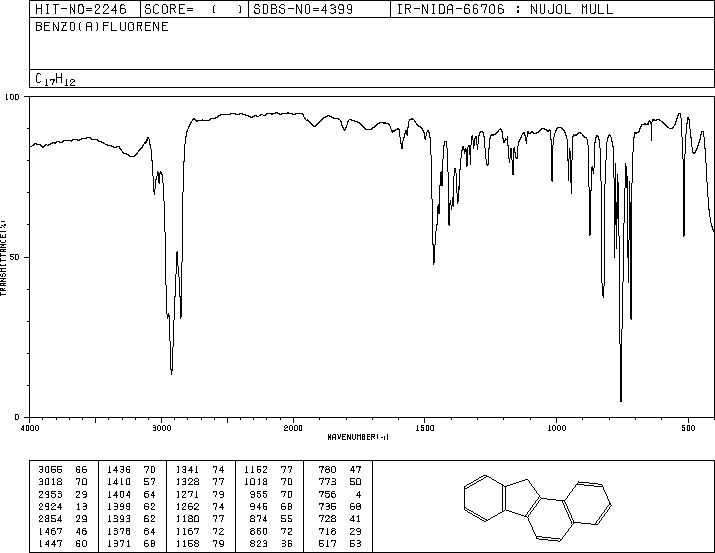 HIT-NO=2246 SCORE= ( ) SDBS-NO=4399 IR-NIDA-66706 : NUJOL MULL
BENZO(A)FLUORENE
C17H12
100
50
0
TRANSMITTANCE(%)
4000 3000 2000 1500 1000 500
WAVENUMBER(-1)
3055 66 1436 70 1341 74 1152 77 780 47
3018 70 1410 57 1328 77 1018 70 773 50
2953 29 1404 64 1271 79 955 70 756 4
2924 13 1399 62 1262 74 945 68 735 68
2854 29 1393 62 1180 77 874 55 728 41
1467 46 1378 64 1167 72 860 72 718 29
1447 60 1371 68 1158 79 823 36 517 53